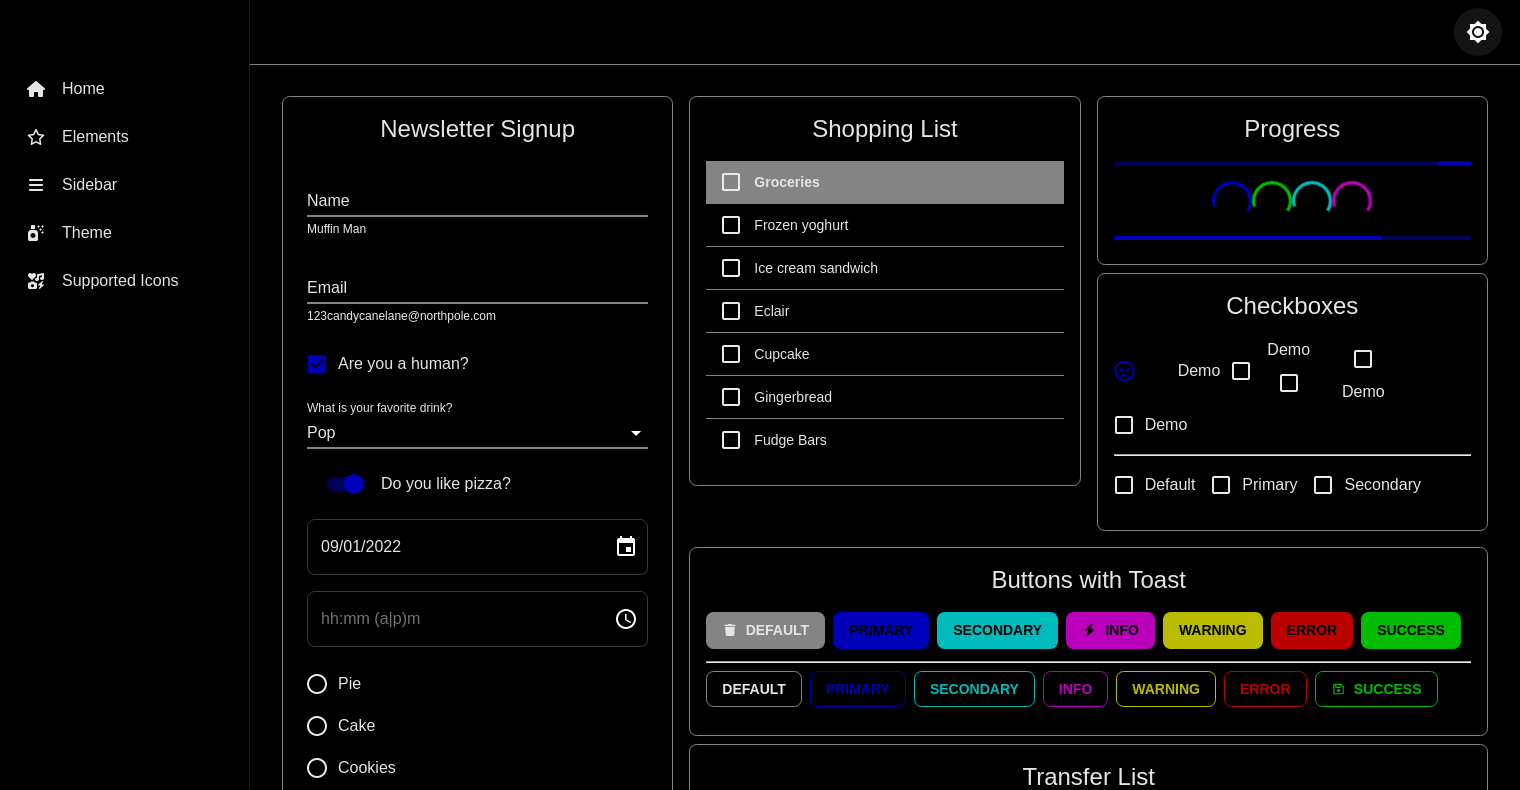 Home
Elements
Sidebar
Theme
Supported Icons
Newsletter Signup
Name
Muffin Man
Email
123candycanelane@northpole.com
Are you a human?
What is your favorite drink?
Pop
Do you like pizza?
09/01/2022
hh:mm (a|p)m
Pie
Cake
Cookies
Shopping List
Groceries
Frozen yoghurt
Ice cream sandwich
Eclair
Cupcake
Gingerbread
Fudge Bars
Progress
Checkboxes
Demo
Demo
Demo
Demo
Default Primary Secondary
Buttons with Toast
DEFAULT PRIMARY SECONDARY INFO WARNING ERROR SUCCESS
DEFAULT PRIMARY SECONDARY INFO WARNING ERROR SUCCESS
Transfer List